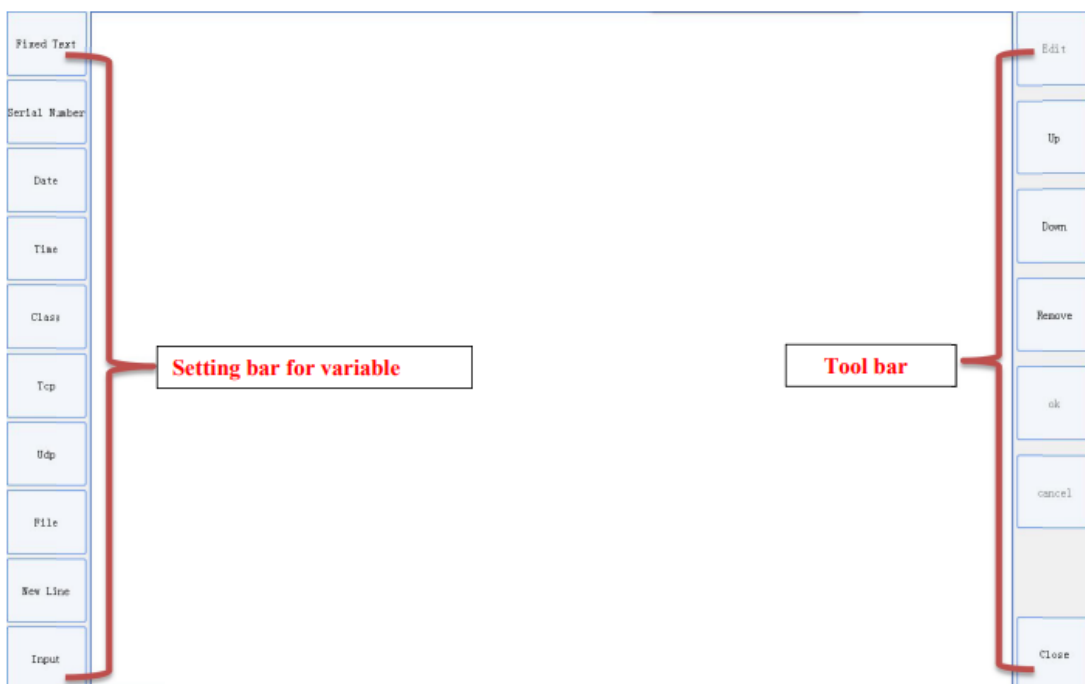 Fixed Text
Serial Number
Date
Time
Class
Tcp
Udp
File
New Line
Input
Setting bar for variable
Tool bar
Edit
Up
Down
Remove
ok
cancel
Close